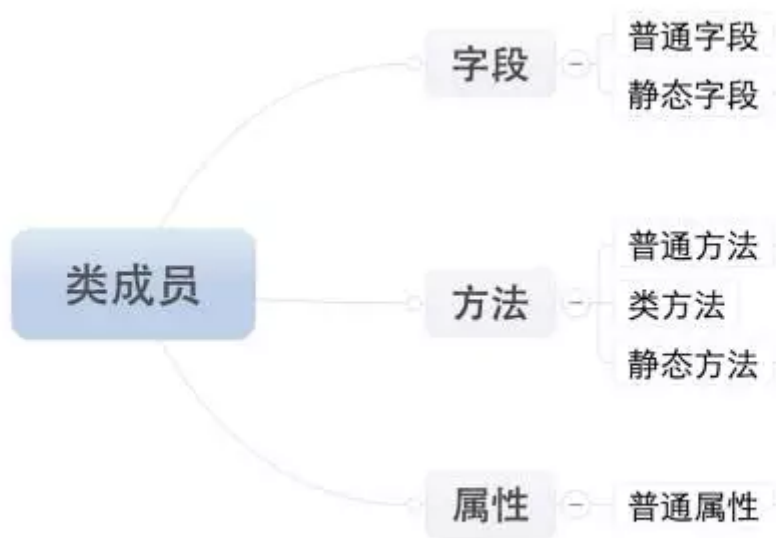 类成员
字段
普通字段
静态字段
方法
普通方法
类方法
静态方法
属性
普通属性